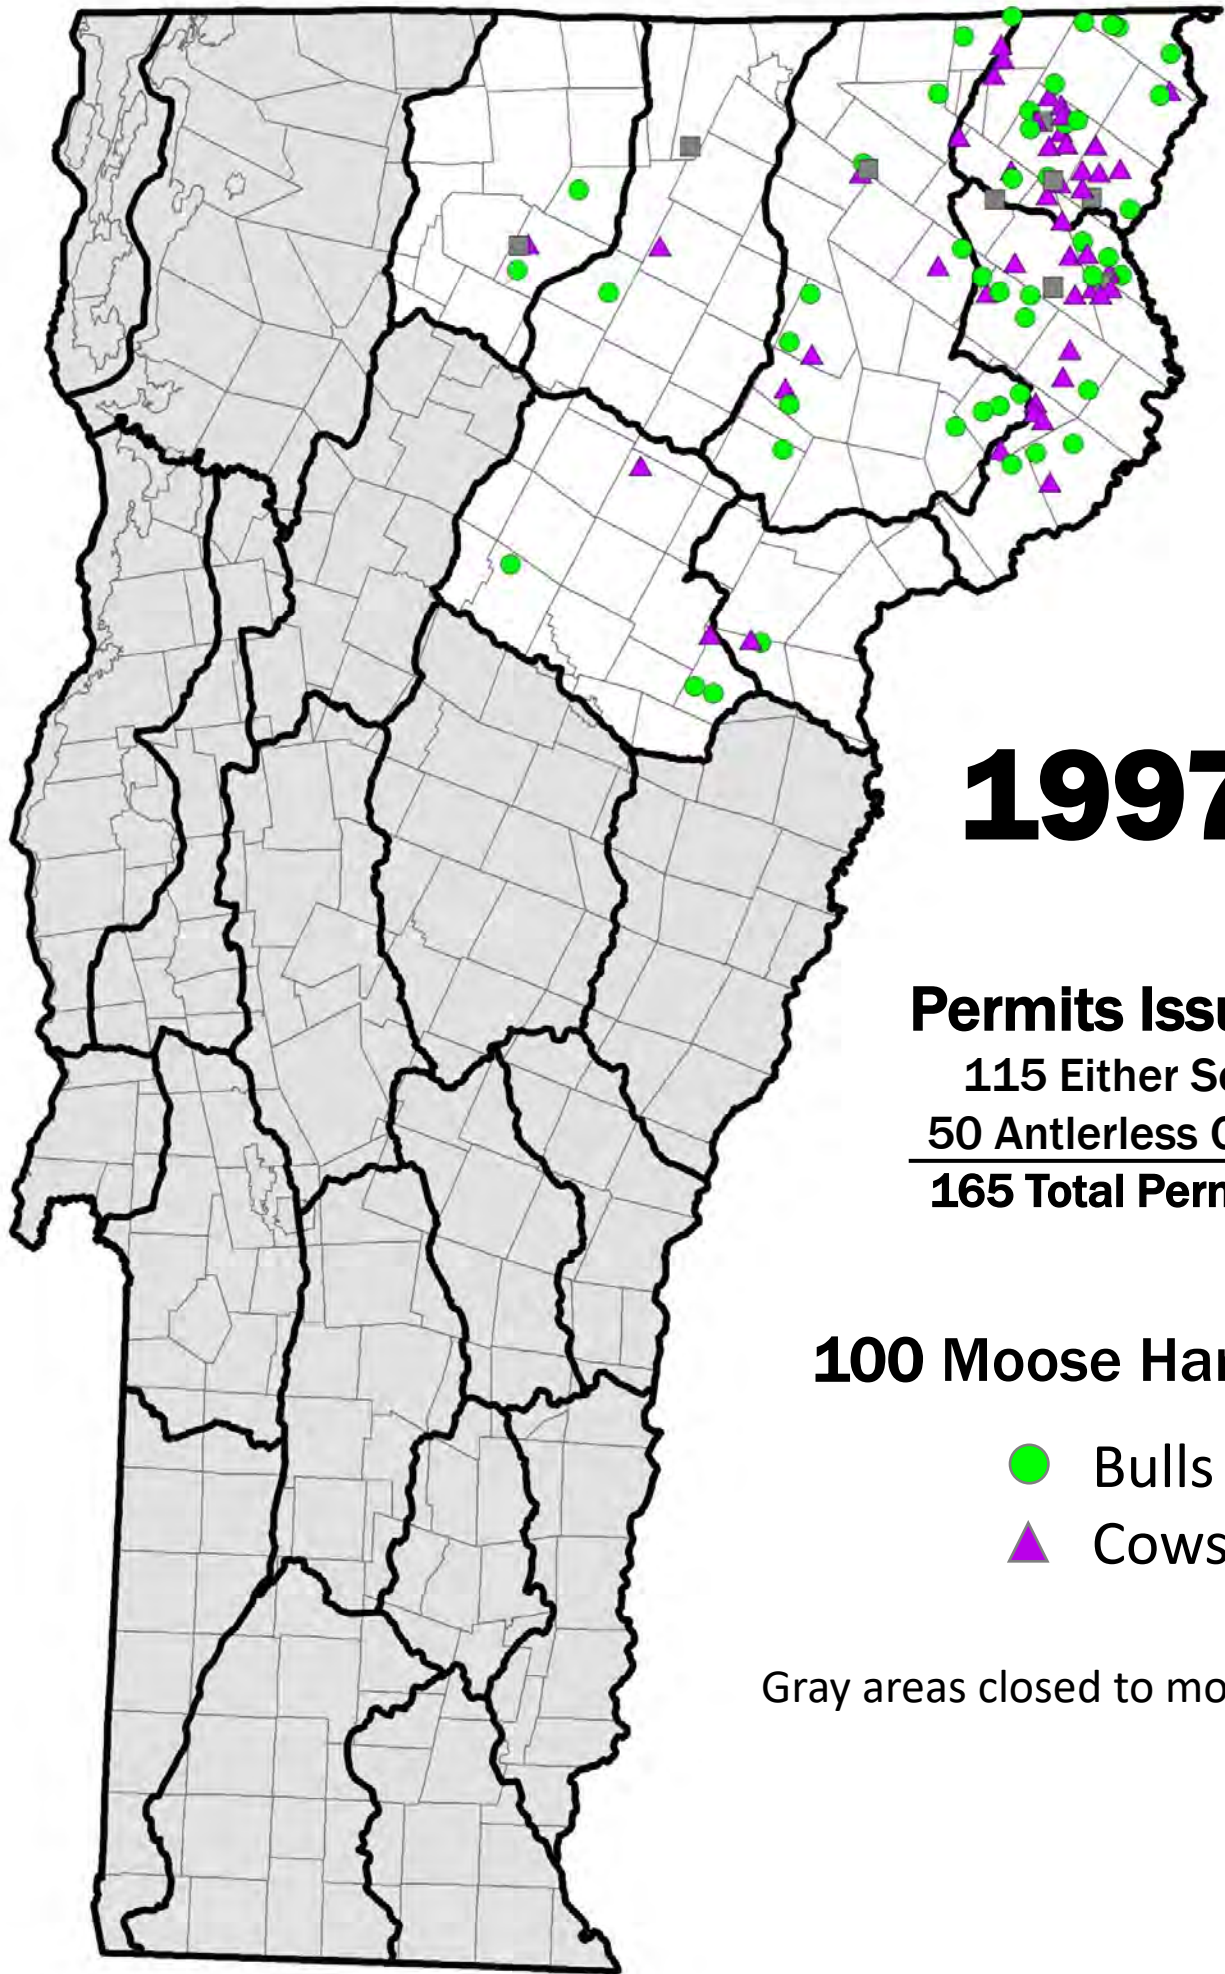 1997
Permits Issu
115 Either Se
50 Antlerless O
165 Total Perm
100 Moose Har
Bulls
Cows
Gray areas closed to mo